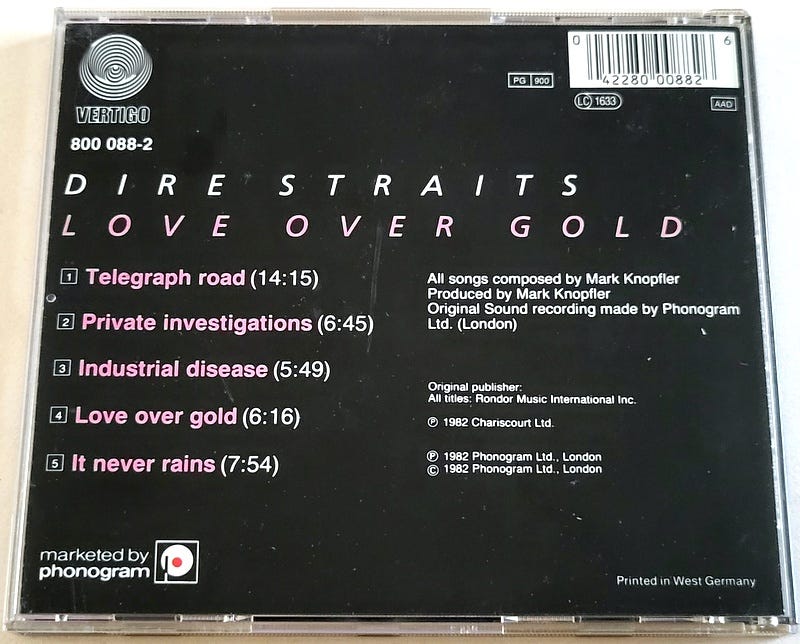 VERTIGO
800 088-2
PG 900
0 42280 00882 6
LC 1633
AAD
DIRE STRAITS
LOVE OVER GOLD
1 Telegraph road (14:15)
2 Private investigations (6:45)
3 Industrial disease (5:49)
4 Love over gold (6:16)
5 It never rains (7:54)
All songs composed by Mark Knopfler
Produced by Mark Knopfler
Original Sound recording made by Phonogram
Ltd. (London)
Original publisher:
All titles: Rondor Music International Inc.
℗ 1982 Chariscourt Ltd.
℗ 1982 Phonogram Ltd., London
© 1982 Phonogram Ltd., London
marketed by
phonogram
p
Printed in West Germany